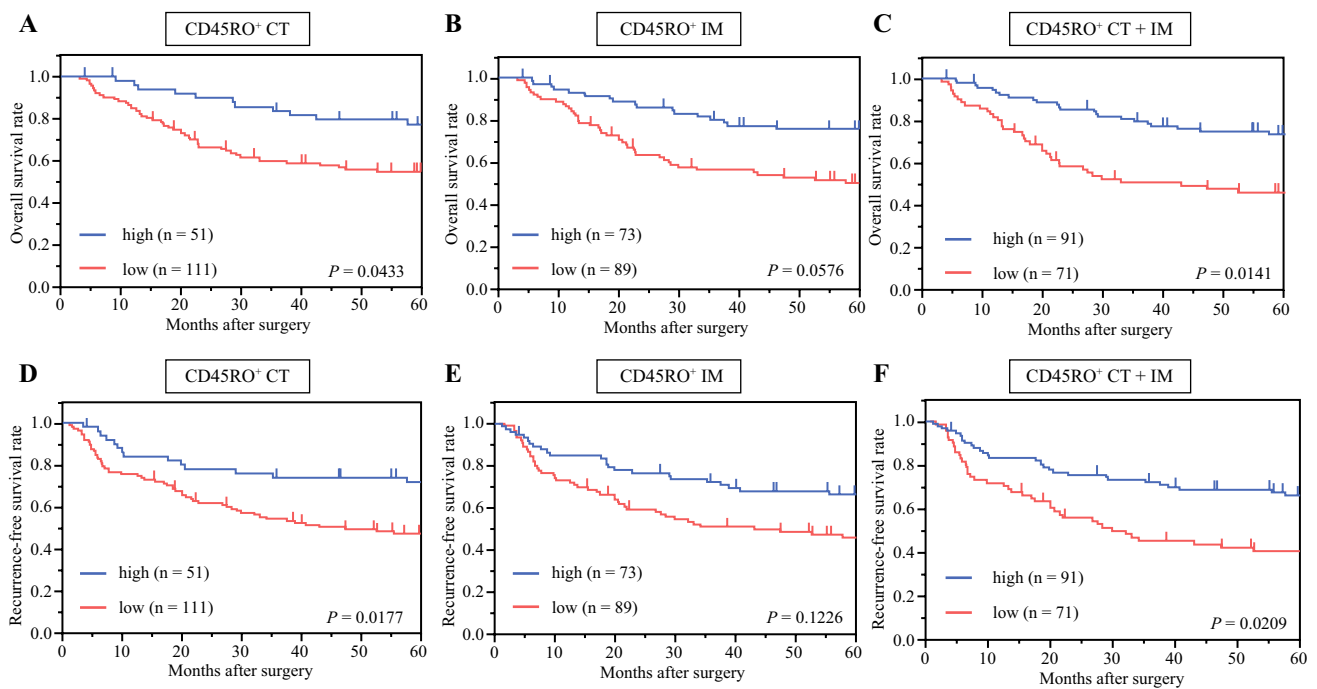 A
CD45RO⁺ CT
Overall survival rate
1.0
0.8
0.6
0.4
0.2
0.0
high (n = 51)
low (n = 111)
P = 0.0433
0 10 20 30 40 50 60
Months after surgery
B
CD45RO⁺ IM
Overall survival rate
1.0
0.8
0.6
0.4
0.2
0.0
high (n = 73)
low (n = 89)
P = 0.0576
0 10 20 30 40 50 60
Months after surgery
C
CD45RO⁺ CT + IM
Overall survival rate
1.0
0.8
0.6
0.4
0.2
0.0
high (n = 91)
low (n = 71)
P = 0.0141
0 10 20 30 40 50 60
Months after surgery
D
CD45RO⁺ CT
Recurrence-free survival rate
1.0
0.8
0.6
0.4
0.2
0.0
high (n = 51)
low (n = 111)
P = 0.0177
0 10 20 30 40 50 60
Months after surgery
E
CD45RO⁺ IM
Recurrence-free survival rate
1.0
0.8
0.6
0.4
0.2
0.0
high (n = 73)
low (n = 89)
P = 0.1226
0 10 20 30 40 50 60
Months after surgery
F
CD45RO⁺ CT + IM
Recurrence-free survival rate
1.0
0.8
0.6
0.4
0.2
0.0
high (n = 91)
low (n = 71)
P = 0.0209
0 10 20 30 40 50 60
Months after surgery